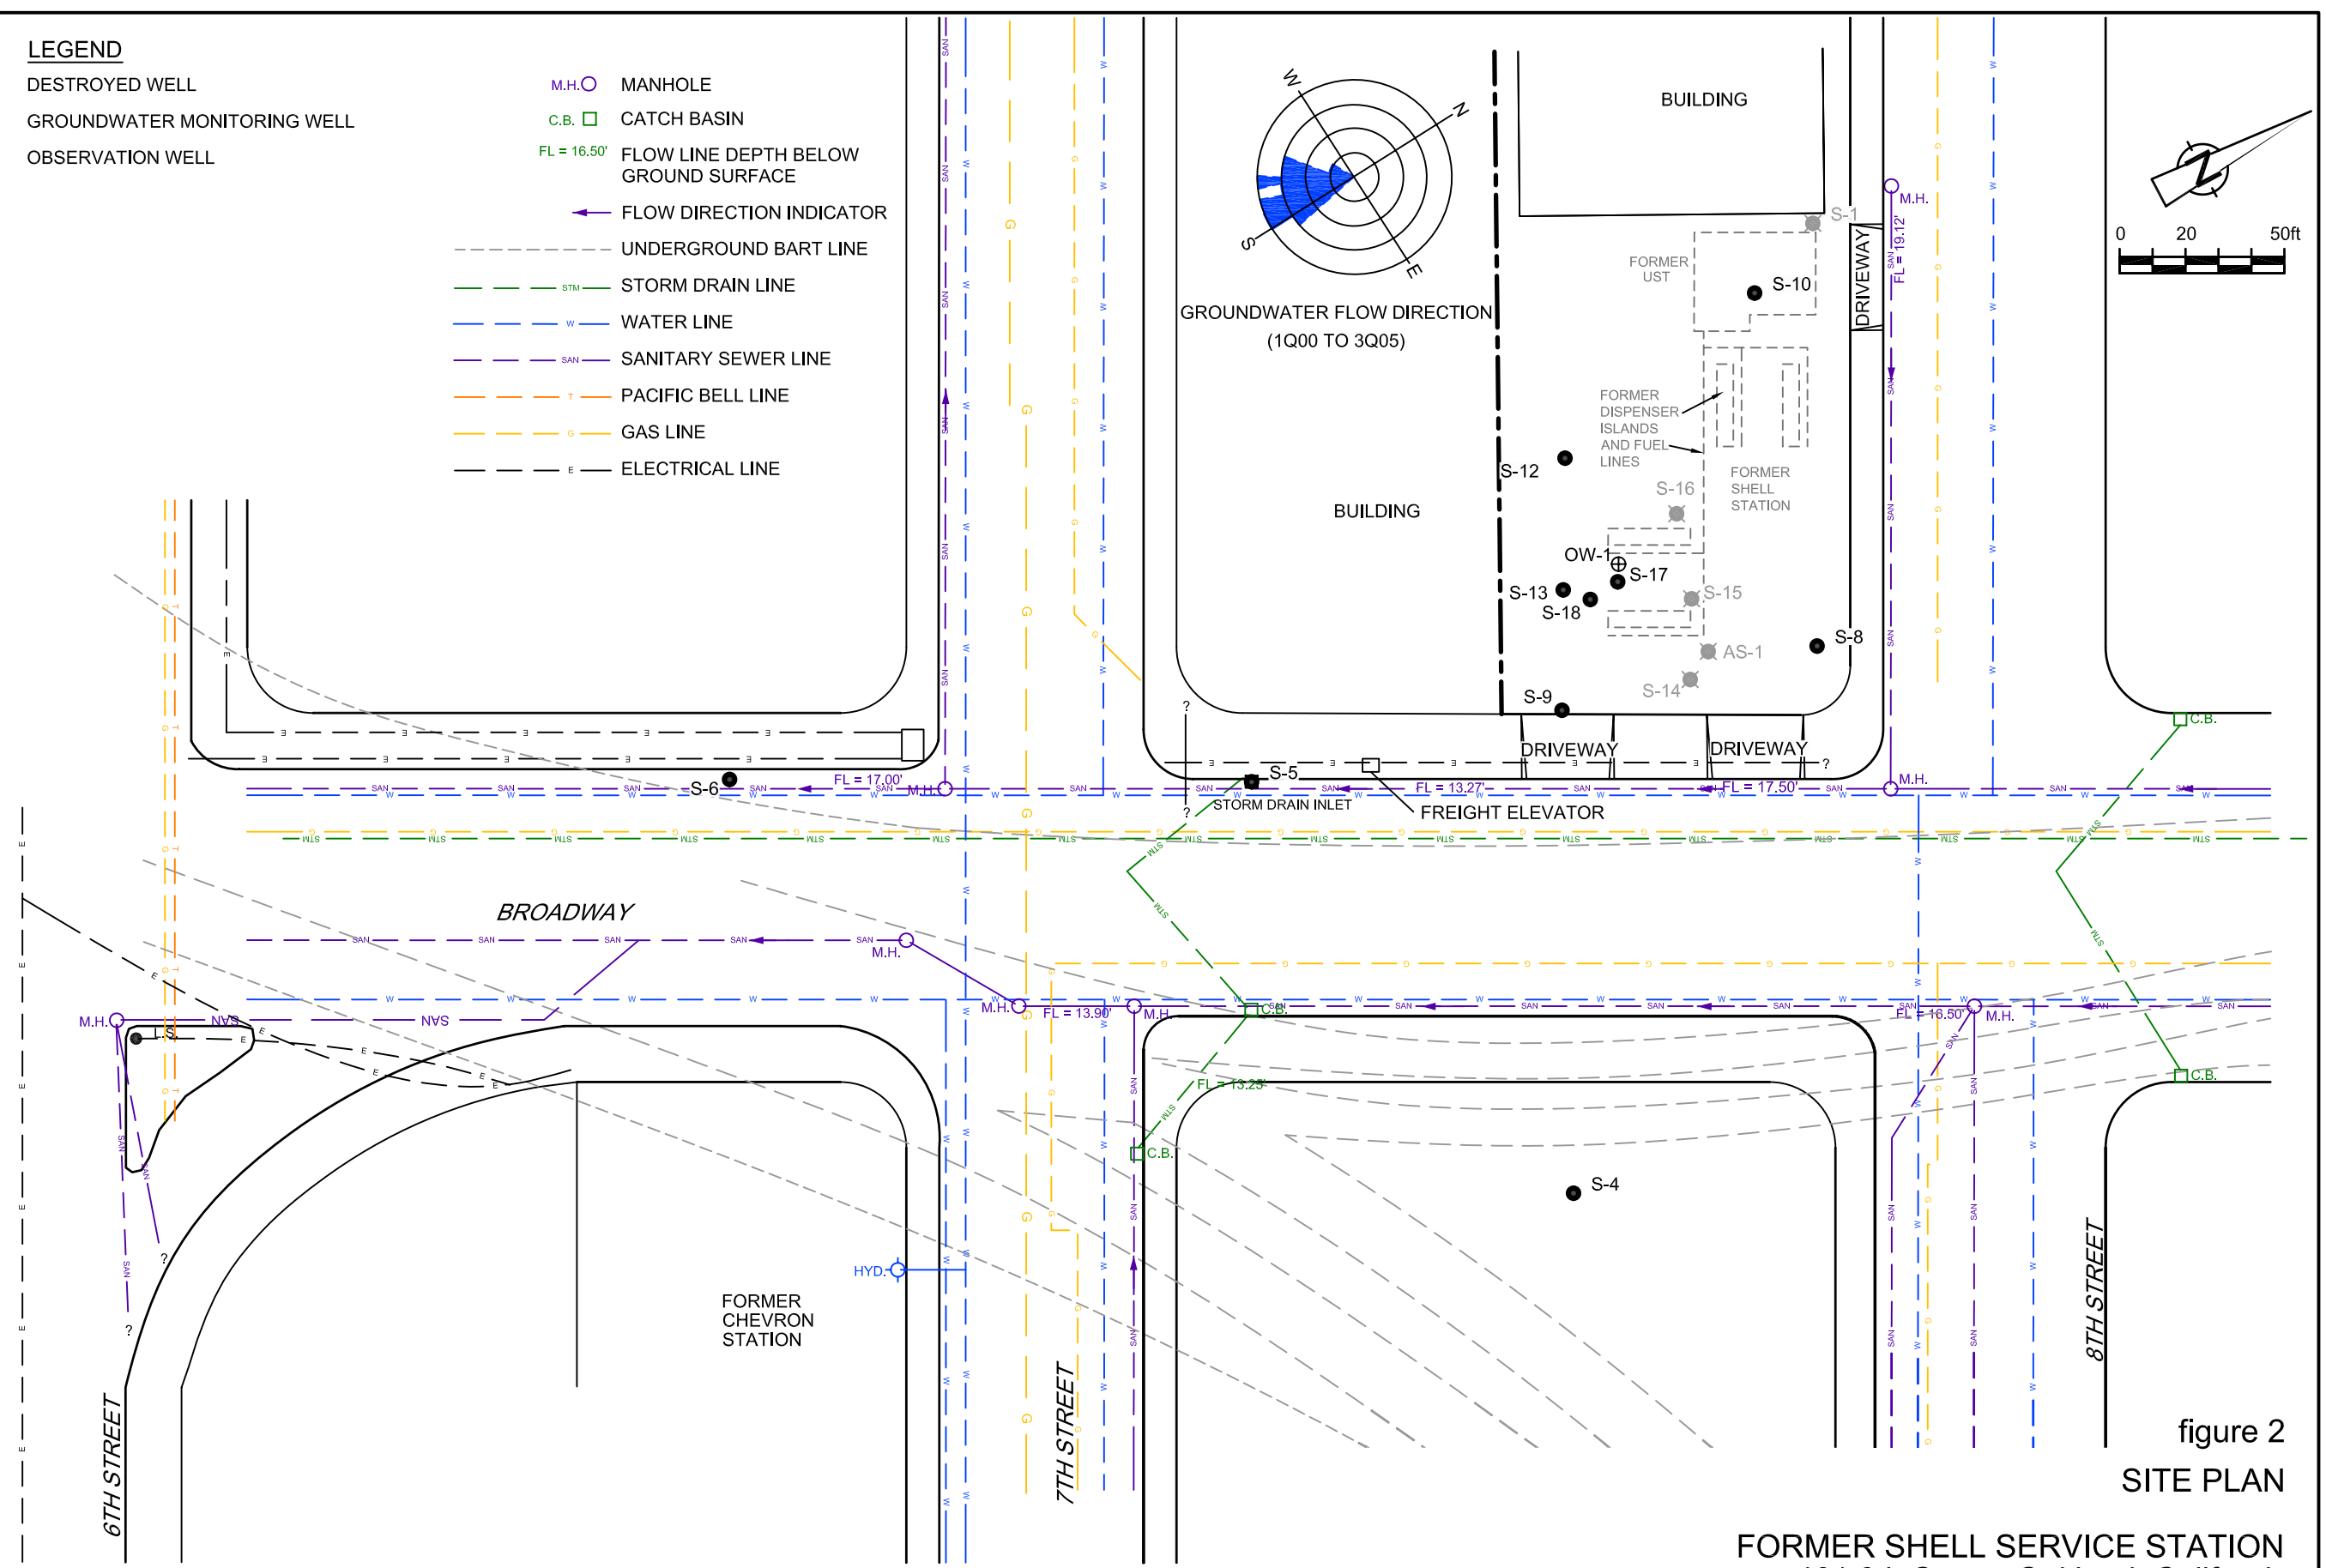 LEGEND
DESTROYED WELL
GROUNDWATER MONITORING WELL
OBSERVATION WELL
M.H. MANHOLE
C.B. CATCH BASIN
FL = 16.50' FLOW LINE DEPTH BELOW
GROUND SURFACE
FLOW DIRECTION INDICATOR
UNDERGROUND BART LINE
STM STORM DRAIN LINE
W WATER LINE
SAN SANITARY SEWER LINE
T PACIFIC BELL LINE
G GAS LINE
E ELECTRICAL LINE
W
N
S
E
GROUNDWATER FLOW DIRECTION
(1Q00 TO 3Q05)
BUILDING
N
0 20 50ft
M.H.
FL = 19.12'
DRIVEWAY
S-1
FORMER
UST
S-10
FORMER
DISPENSER
ISLANDS
AND FUEL
LINES
FORMER
SHELL
STATION
S-12
S-16
BUILDING
OW-1
S-17
S-13
S-18
S-15
S-8
AS-1
S-14
S-9
DRIVEWAY
DRIVEWAY
?
?
?
C.B.
S-6
FL = 17.00'
M.H.
S-5
STORM DRAIN INLET
FL = 13.27'
FREIGHT ELEVATOR
FL = 17.50'
M.H.
BROADWAY
M.H.
M.H.
FL = 13.90'
M.H.
C.B.
FL = 16.50'
M.H.
M.H.
L.S.
FL = 13.25'
C.B.
C.B.
S-4
HYD.
?
?
FORMER
CHEVRON
STATION
6TH STREET
7TH STREET
8TH STREET
figure 2
SITE PLAN
FORMER SHELL SERVICE STATION